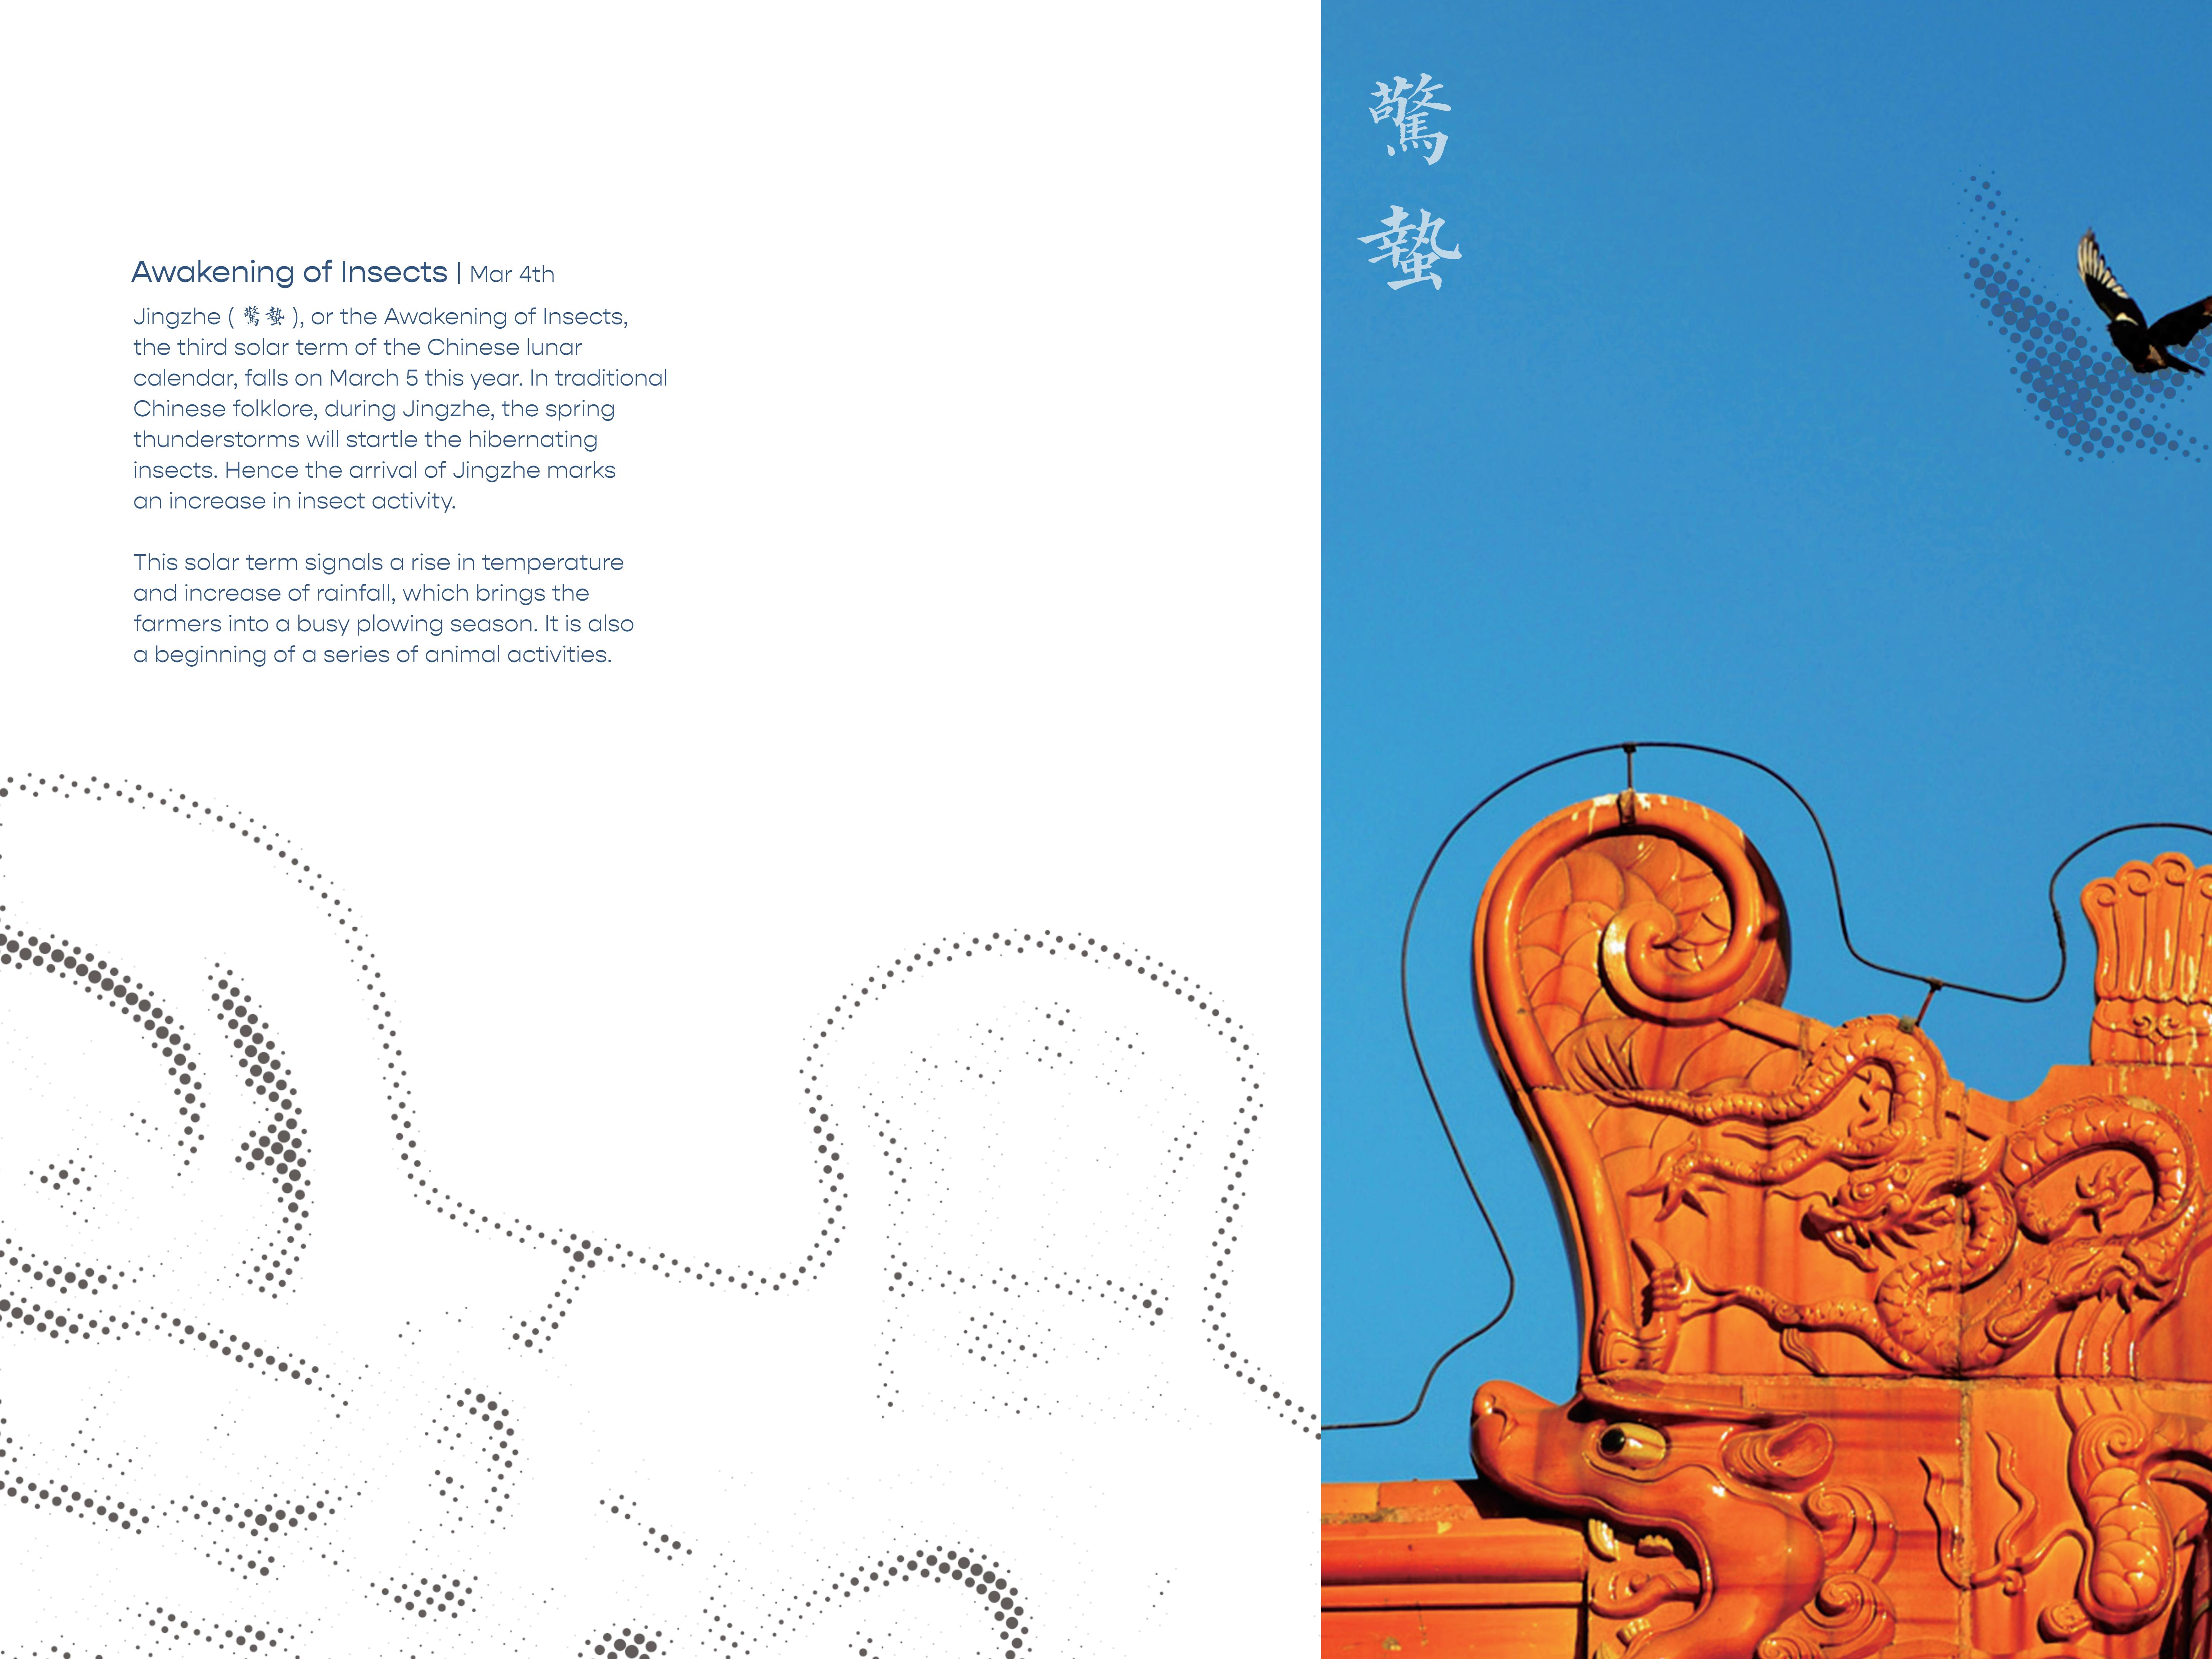 Awakening of Insects | Mar 4th
Jingzhe ( 驚蟄 ), or the Awakening of Insects,
the third solar term of the Chinese lunar
calendar, falls on March 5 this year. In traditional
Chinese folklore, during Jingzhe, the spring
thunderstorms will startle the hibernating
insects. Hence the arrival of Jingzhe marks
an increase in insect activity.
This solar term signals a rise in temperature
and increase of rainfall, which brings the
farmers into a busy plowing season. It is also
a beginning of a series of animal activities.
驚蟄